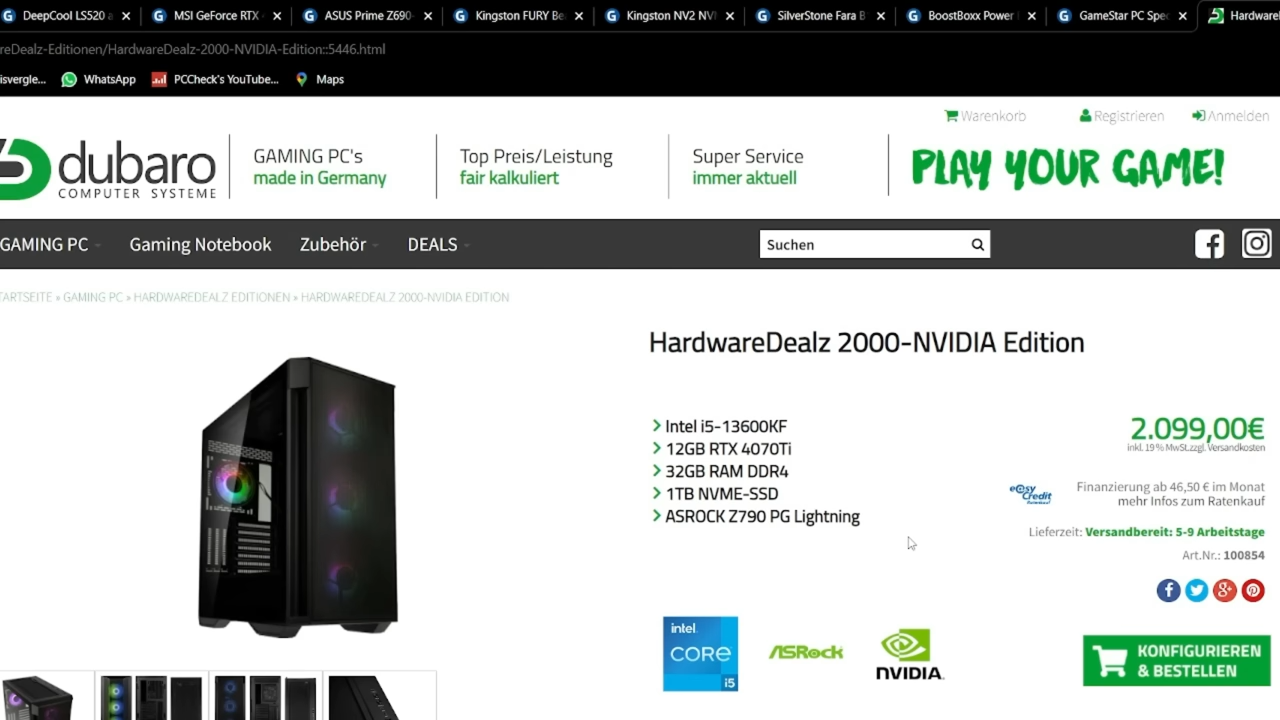 DeepCool LS520 a
MSI GeForce RTX
ASUS Prime Z690-
Kingston FURY Be
Kingston NV2 NV
SilverStone Fara B
BoostBoxx Power
GameStar PC Spe
Hardware
reDealz-Editionen/HardwareDealz-2000-NVIDIA-Edition::5446.html
isvergle...
WhatsApp
PCCheck's YouTube...
Maps
Warenkorb
Registrieren
Anmelden
dubaro
COMPUTER SYSTEME
GAMING PC's
made in Germany
Top Preis/Leistung
fair kalkuliert
Super Service
immer aktuell
PLAY YOUR GAME!
GAMING PC
Gaming Notebook
Zubehör
DEALS
Suchen
TARTSEITE » GAMING PC » HARDWAREDEALZ EDITIONEN » HARDWAREDEALZ 2000-NVIDIA EDITION
HardwareDealz 2000-NVIDIA Edition
Intel i5-13600KF
12GB RTX 4070Ti
32GB RAM DDR4
1TB NVME-SSD
ASROCK Z790 PG Lightning
2.099,00€
inkl. 19% MwSt.zzgl. Versandkosten
easy
Credit
Ratenkauf
Finanzierung ab 46,50 € im Monat
mehr Infos zum Ratenkauf
Lieferzeit: Versandbereit: 5-9 Arbeitstage
Art.Nr.: 100854
intel.
CORE
i5
ASRock
NVIDIA.
KONFIGURIEREN
& BESTELLEN